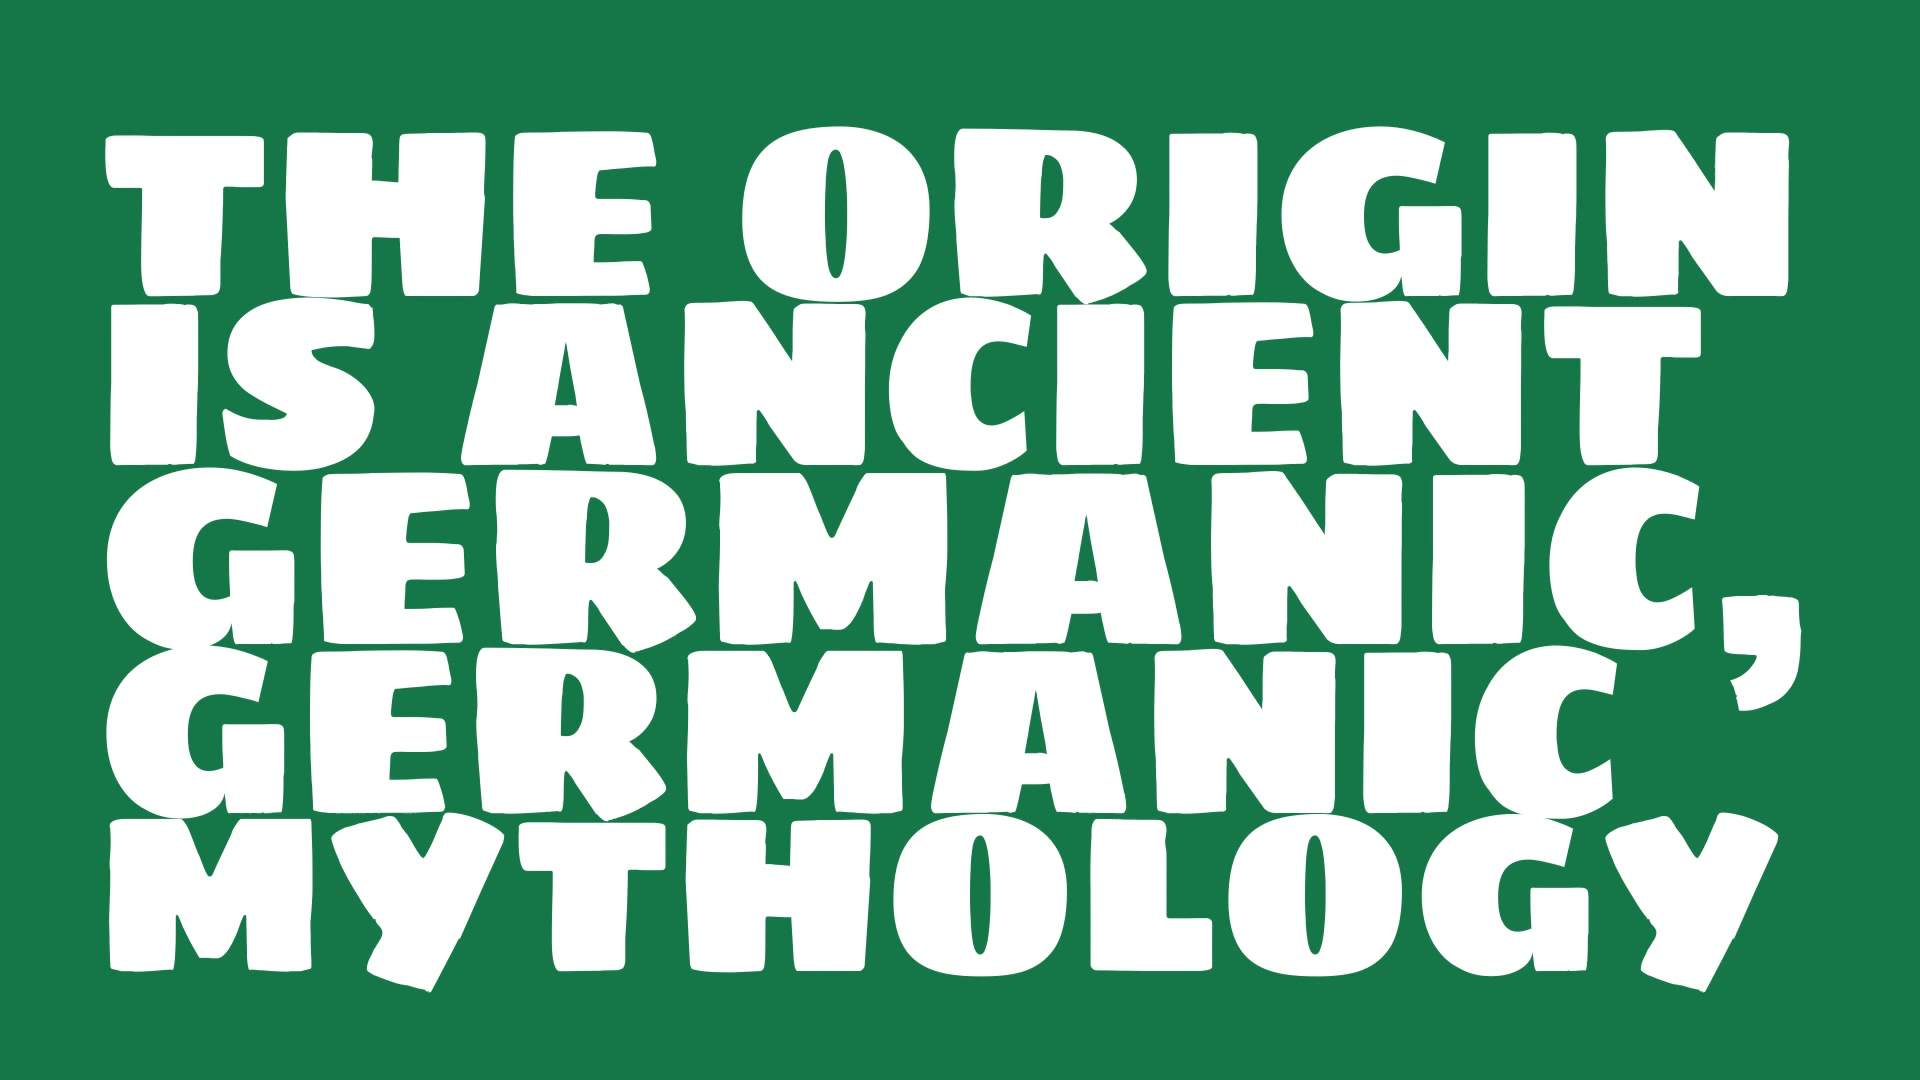 THE ORIGIN
IS ANCIENT
GERMANIC,
GERMANIC
MYTHOLOGY